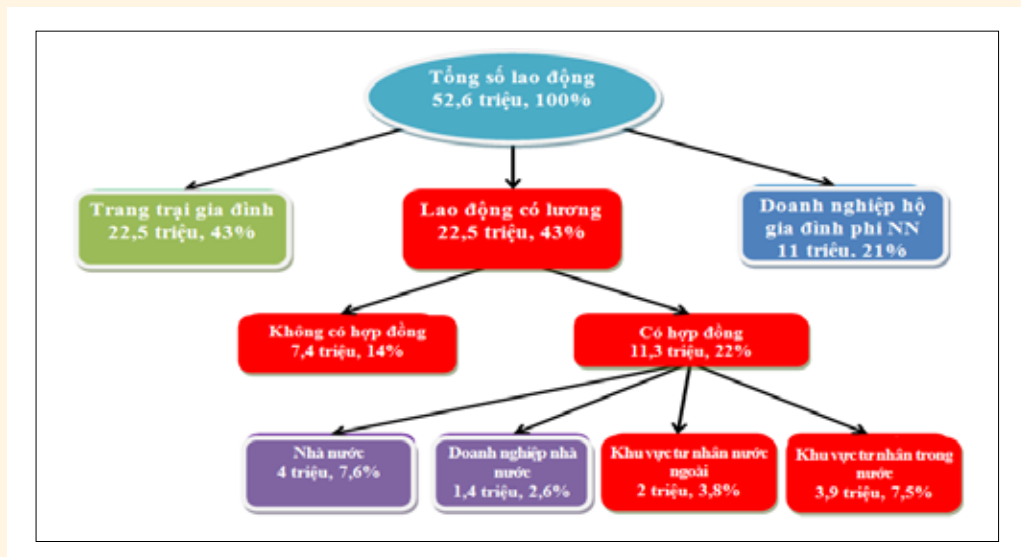 Tổng số lao động
52,6 triệu, 100%
Trang trại gia đình
22,5 triệu, 43%
Lao động có lương
22,5 triệu, 43%
Doanh nghiệp hộ
gia đình phi NN
11 triêu. 21%
Không có hợp đồng
7,4 triệu, 14%
Có hợp đồng
11,3 triệu, 22%
Nhà nước
4 triệu, 7,6%
Doanh nghiệp nhà
nước
1,4 triệu, 2,6%
Khu vực tư nhân nước
ngoài
2 triệu, 3,8%
Khu vực tư nhân trong
nước
3,9 triệu, 7,5%